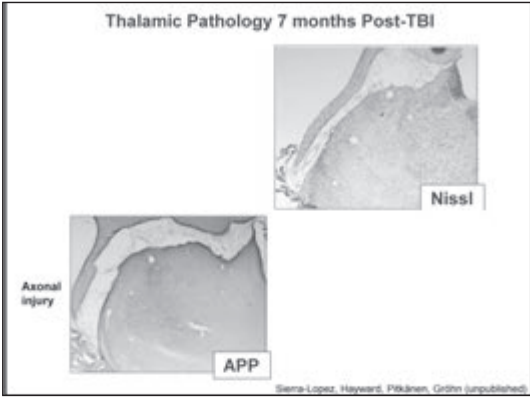 Thalamic Pathology 7 months Post-TBI
Nissl
Axonal
injury
APP
Sierra-Lopez, Hayward, Pitkänen, Gröhn (unpublished)